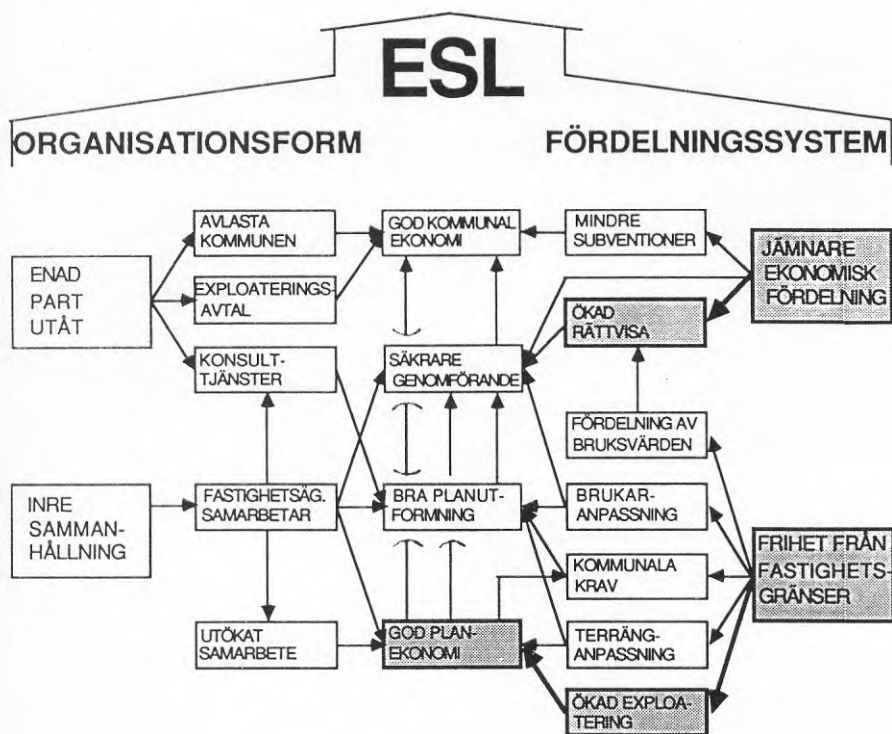 ESL
ORGANISATIONSFORM
FÖRDELNINGSSYSTEM
ENAD
PART
UTÅT
INRE
SAMMAN-
HÅLLNING
AVLASTA
KOMMUNEN
EXPLOATERINGS-
AVTAL
KONSULT-
TJÄNSTER
FASTIGHETSÄG.
SAMARBETAR
UTÖKAT
SAMARBETE
GOD KOMMUNAL
EKONOMI
SÄKRARE
GENOMFÖRANDE
BRA PLANUT-
FORMNING
GOD PLAN-
EKONOMI
MINDRE
SUBVENTIONER
ÖKAD
RÄTTVISA
FÖRDELNING AV
BRUKSVÄRDEN
BRUKAR-
ANPASSNING
KOMMUNALA
KRAV
TERRÄNG-
ANPASSNING
ÖKAD EXPLOA-
TERING
JÄMNARE
EKONOMISK
FÖRDELNING
FRIHET FRÅN
FASTIGHETS-
GRÄNSER